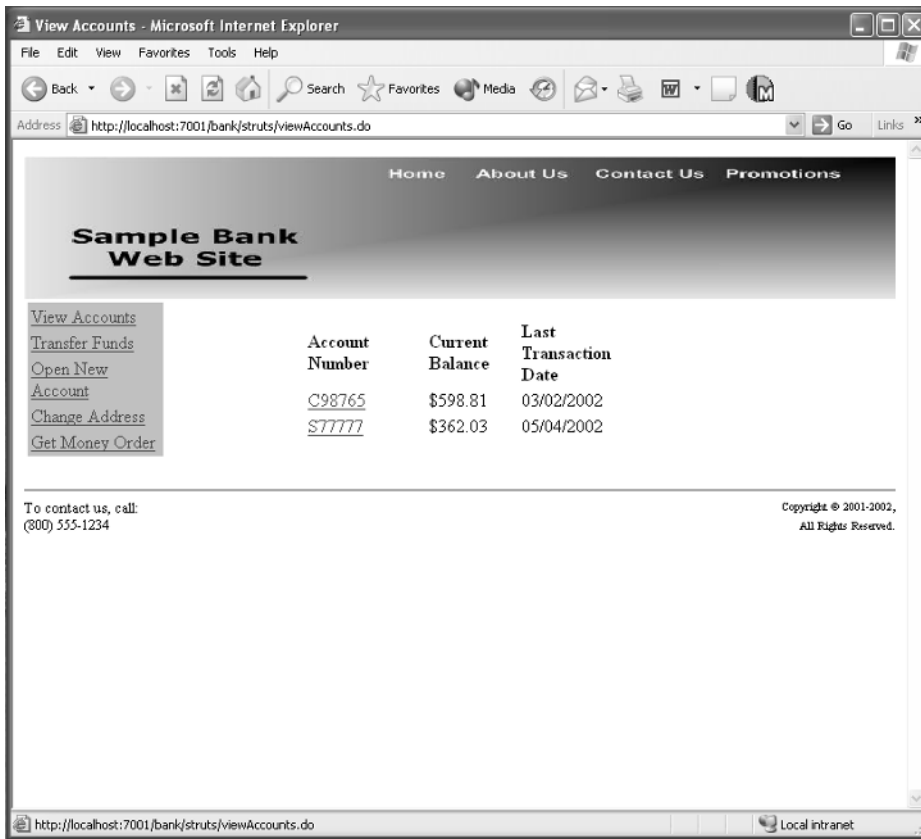 View Accounts - Microsoft Internet Explorer
File Edit View Favorites Tools Help
Back Search Favorites Media
Address http://localhost:7001/bank/struts/viewAccounts.do Go Links »
Home About Us Contact Us Promotions
Sample Bank
Web Site
View Accounts
Transfer Funds
Open New
Account
Change Address
Get Money Order
Account
Number
Current
Balance
Last
Transaction
Date
C98765 $598.81 03/02/2002
S77777 $362.03 05/04/2002
To contact us, call:
(800) 555-1234
Copyright © 2001-2002,
All Rights Reserved.
http://localhost:7001/bank/struts/viewAccounts.do Local intranet